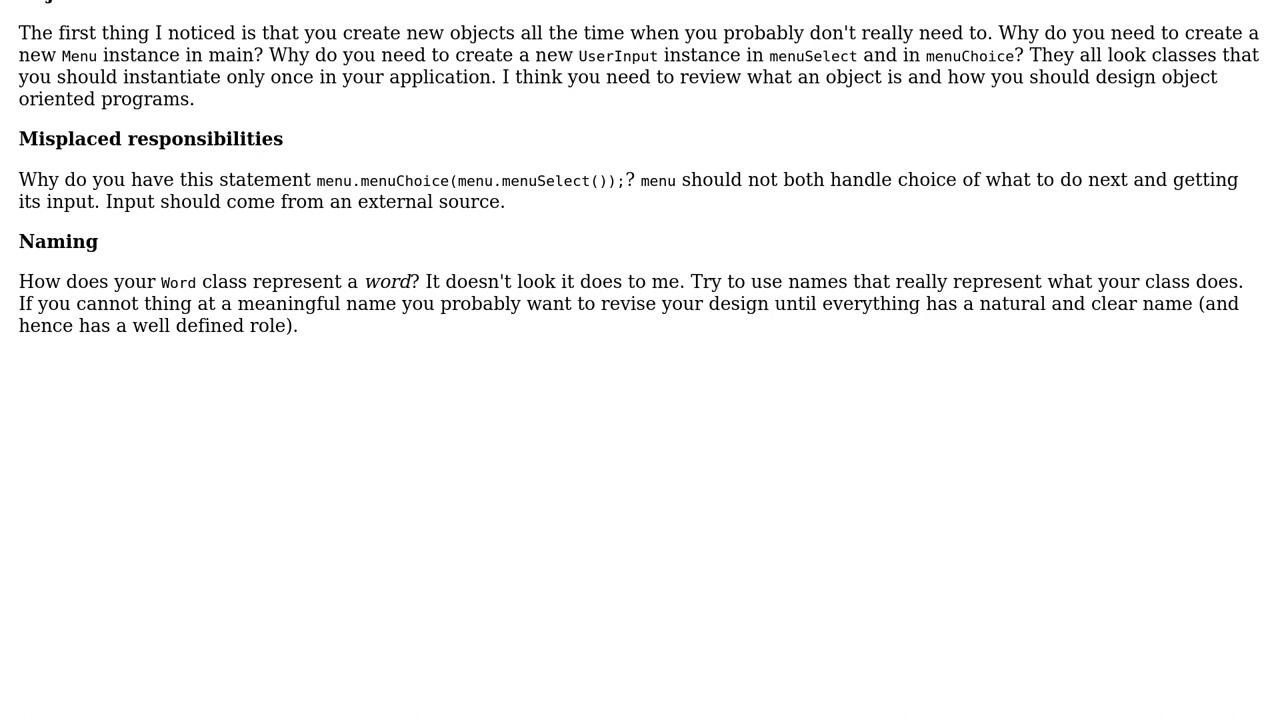 The first thing I noticed is that you create new objects all the time when you probably don't really need to. Why do you need to create a
new Menu instance in main? Why do you need to create a new UserInput instance in menuSelect and in menuChoice? They all look classes that
you should instantiate only once in your application. I think you need to review what an object is and how you should design object
oriented programs.
Misplaced responsibilities
Why do you have this statement menu.menuChoice(menu.menuSelect());? menu should not both handle choice of what to do next and getting
its input. Input should come from an external source.
Naming
How does your Word class represent a word? It doesn't look it does to me. Try to use names that really represent what your class does.
If you cannot thing at a meaningful name you probably want to revise your design until everything has a natural and clear name (and
hence has a well defined role).